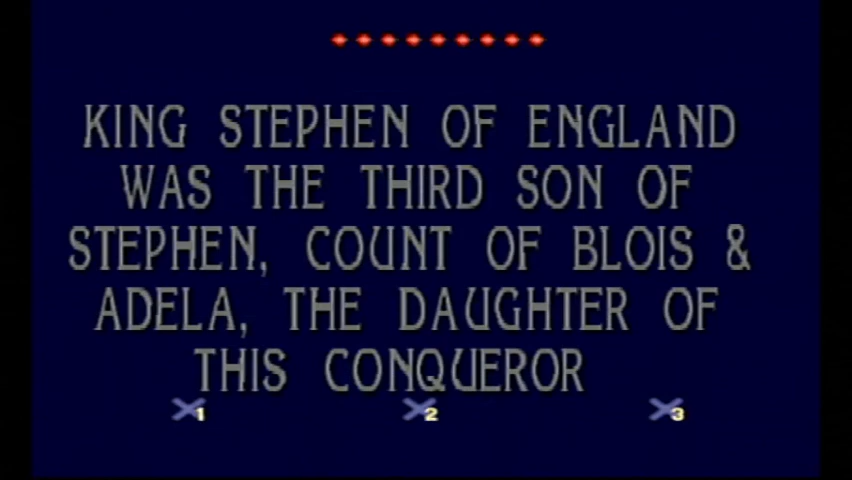 KING STEPHEN OF ENGLAND
WAS THE THIRD SON OF
STEPHEN, COUNT OF BLOIS &
ADELA, THE DAUGHTER OF
THIS CONQUEROR
1 2 3